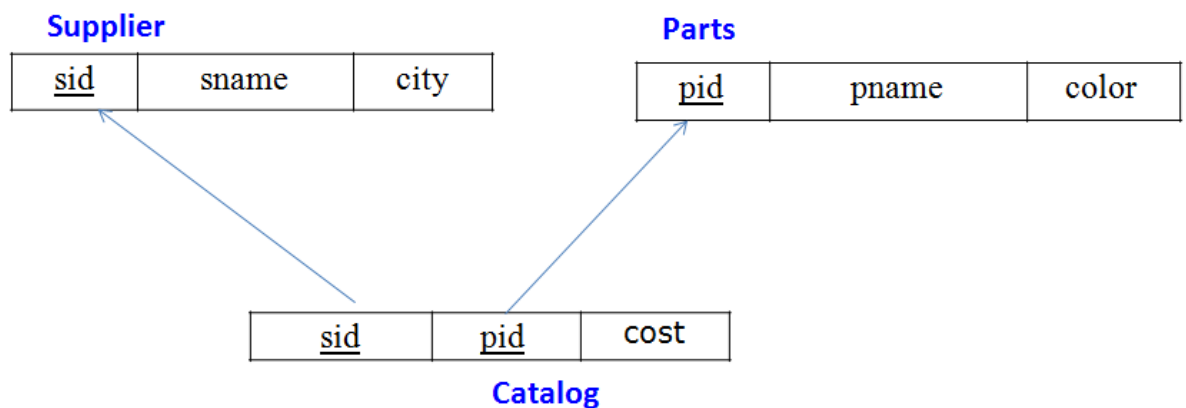 Supplier
sid sname city
Parts
pid pname color
sid pid cost
Catalog